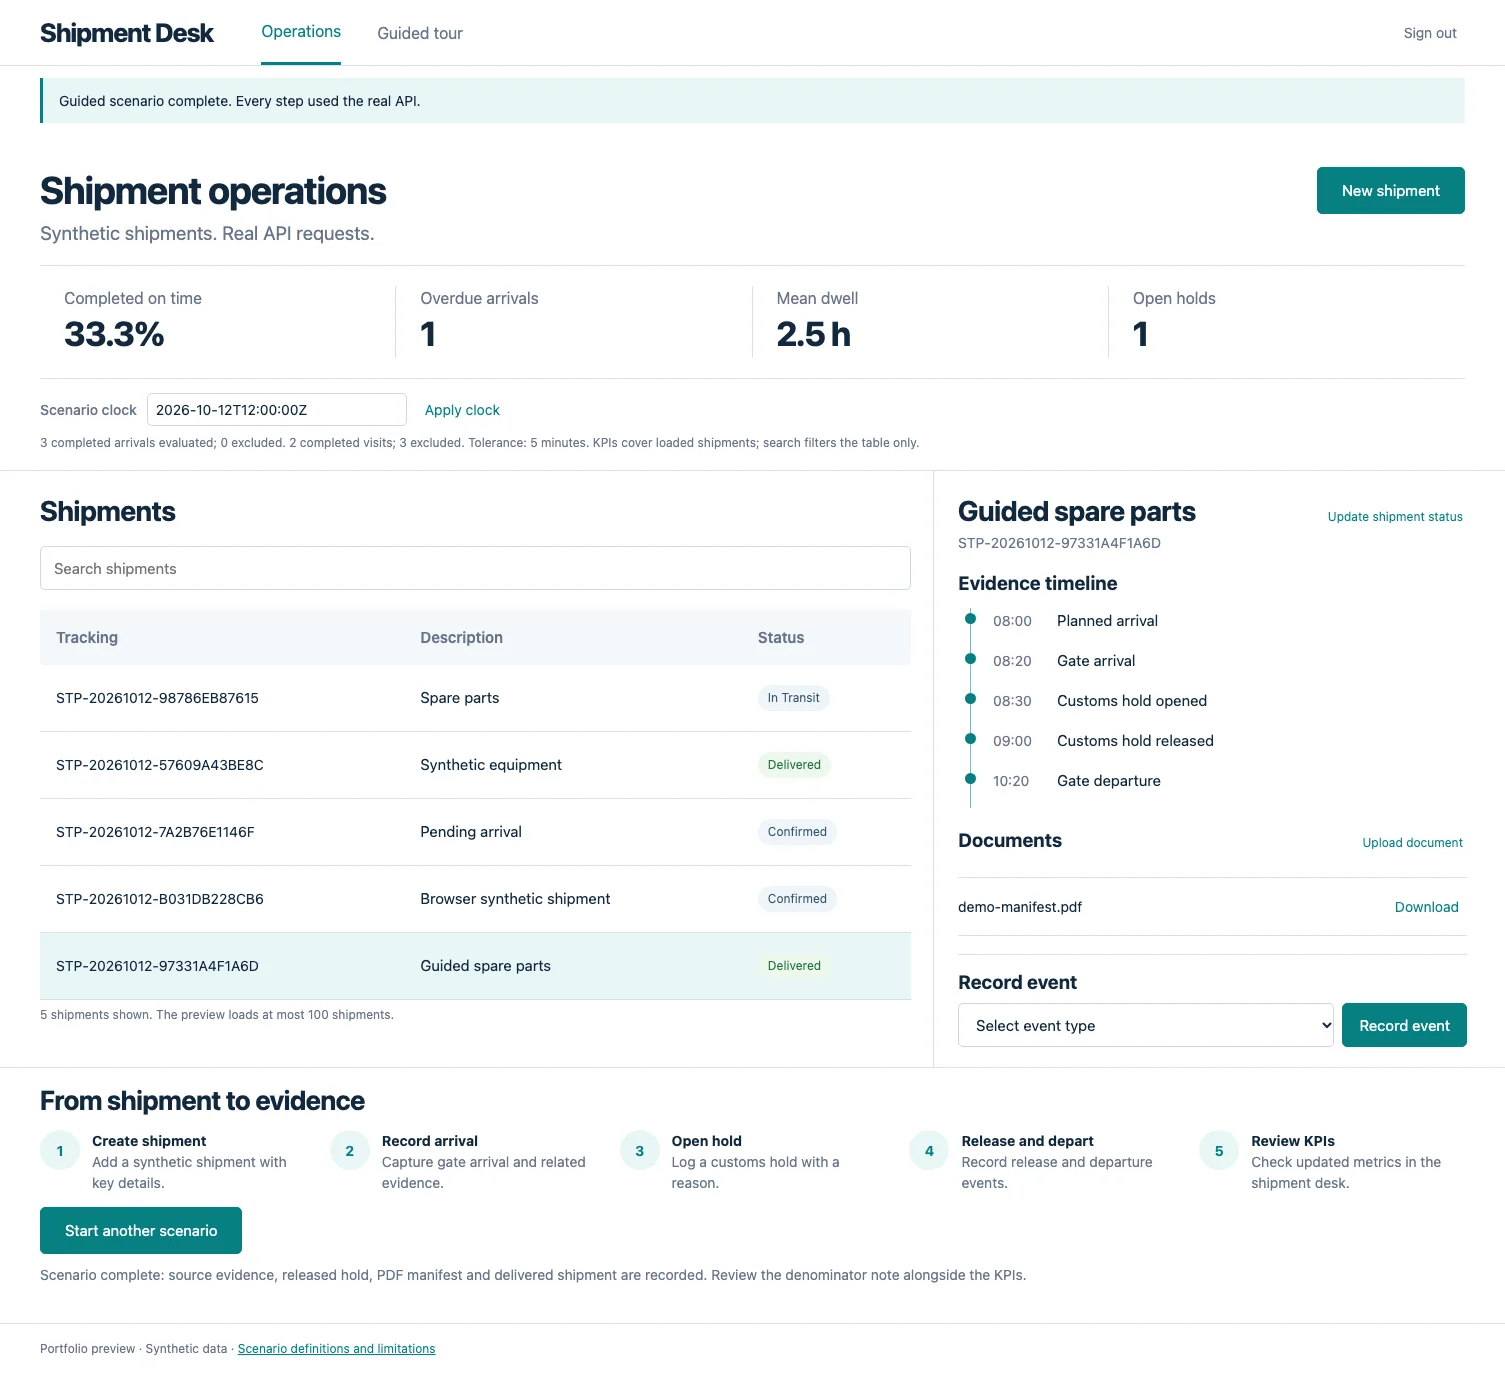 Shipment Desk
Operations
Guided tour
Sign out
Guided scenario complete. Every step used the real API.
Shipment operations
New shipment
Synthetic shipments. Real API requests.
Completed on time
33.3%
Overdue arrivals
1
Mean dwell
2.5 h
Open holds
1
Scenario clock
2026-10-12T12:00:00Z
Apply clock
3 completed arrivals evaluated; 0 excluded. 2 completed visits; 3 excluded. Tolerance: 5 minutes. KPIs cover loaded shipments; search filters the table only.
Shipments
Search shipments
Tracking Description Status
STP-20261012-98786EB87615 Spare parts In Transit
STP-20261012-57609A43BE8C Synthetic equipment Delivered
STP-20261012-7A2B76E1146F Pending arrival Confirmed
STP-20261012-B031DB228CB6 Browser synthetic shipment Confirmed
STP-20261012-97331A4F1A6D Guided spare parts Delivered
5 shipments shown. The preview loads at most 100 shipments.
Guided spare parts
Update shipment status
STP-20261012-97331A4F1A6D
Evidence timeline
08:00 Planned arrival
08:20 Gate arrival
08:30 Customs hold opened
09:00 Customs hold released
10:20 Gate departure
Documents
Upload document
demo-manifest.pdf
Download
Record event
Select event type
Record event
From shipment to evidence
1
Create shipment
Add a synthetic shipment with
key details.
2
Record arrival
Capture gate arrival and related
evidence.
3
Open hold
Log a customs hold with a
reason.
4
Release and depart
Record release and departure
events.
5
Review KPIs
Check updated metrics in the
shipment desk.
Start another scenario
Scenario complete: source evidence, released hold, PDF manifest and delivered shipment are recorded. Review the denominator note alongside the KPIs.
Portfolio preview · Synthetic data · Scenario definitions and limitations